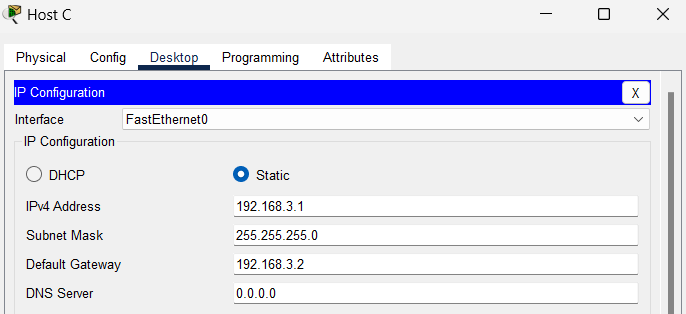 Host C
Physical Config Desktop Programming Attributes
IP Configuration X
Interface FastEthernet0
IP Configuration
DHCP Static
IPv4 Address 192.168.3.1
Subnet Mask 255.255.255.0
Default Gateway 192.168.3.2
DNS Server 0.0.0.0